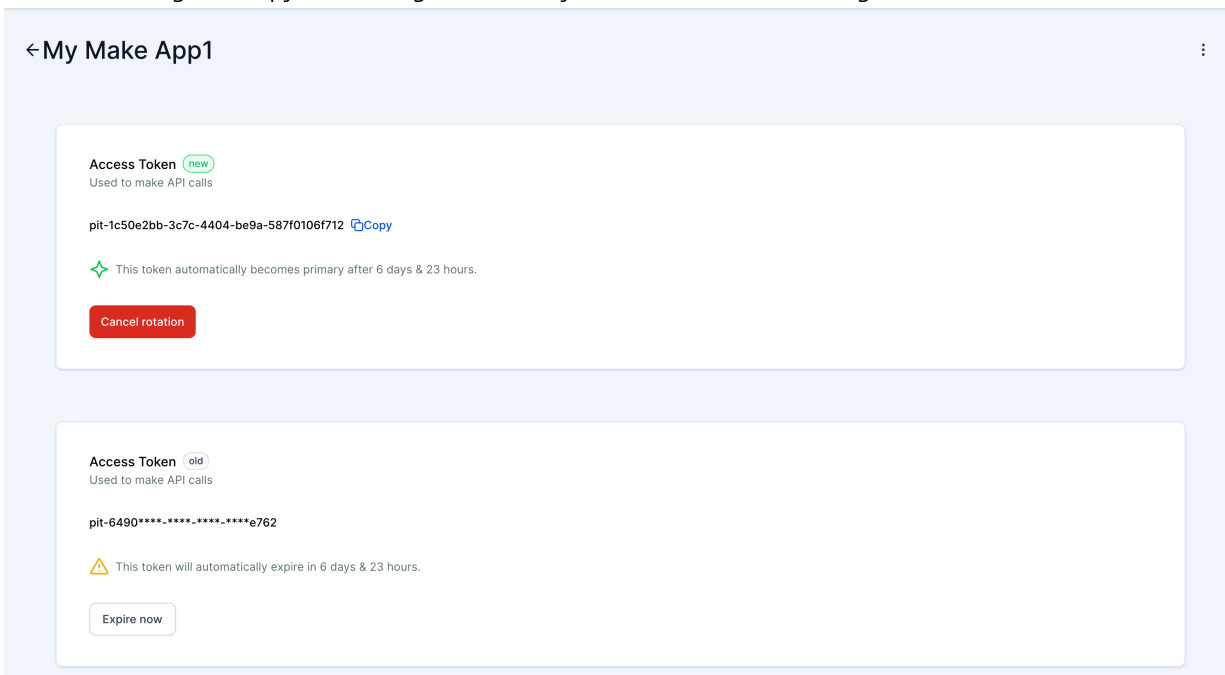 My Make App1
Access Token new
Used to make API calls
pit-1c50e2bb-3c7c-4404-be9a-587f0106f712 Copy
This token automatically becomes primary after 6 days & 23 hours.
Cancel rotation
Access Token old
Used to make API calls
pit-6490****-****-****-****e762
This token will automatically expire in 6 days & 23 hours.
Expire now